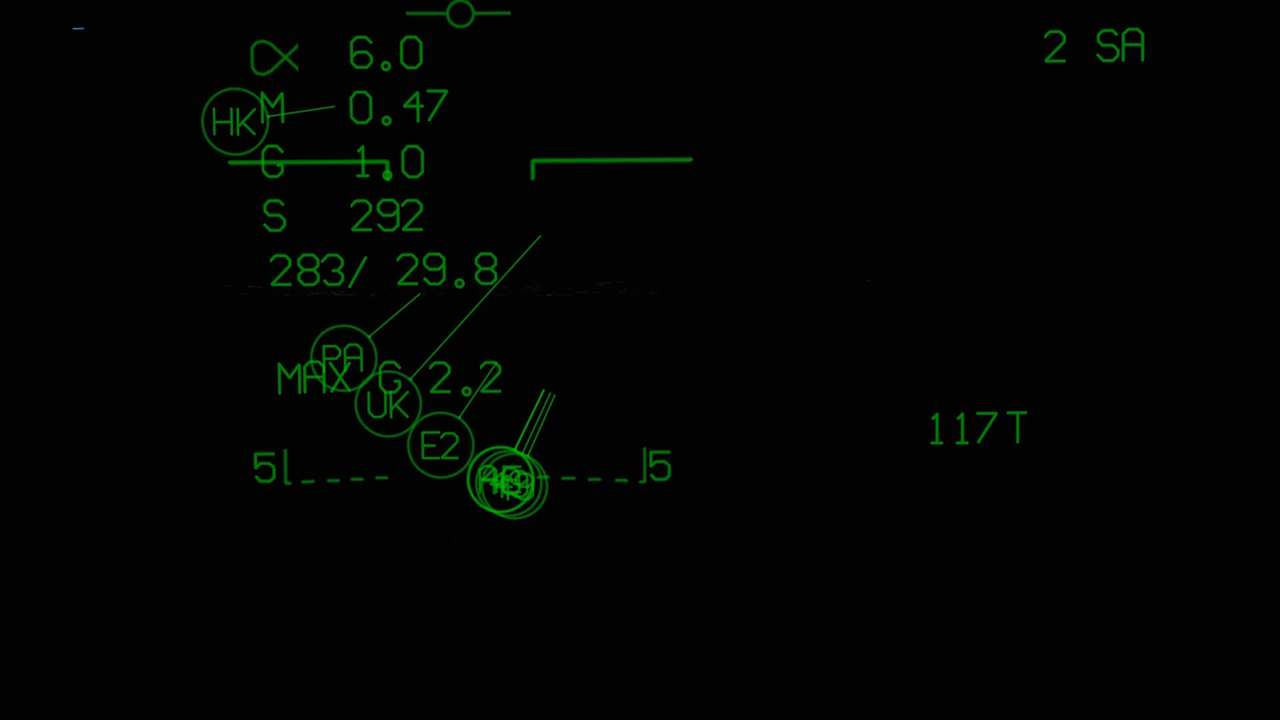 α 6.0
2 SA
HK
M 0.47
G 1.0
S 292
283/ 29.8
RA
MAX G 2.2
UK
117T
E2
5 5